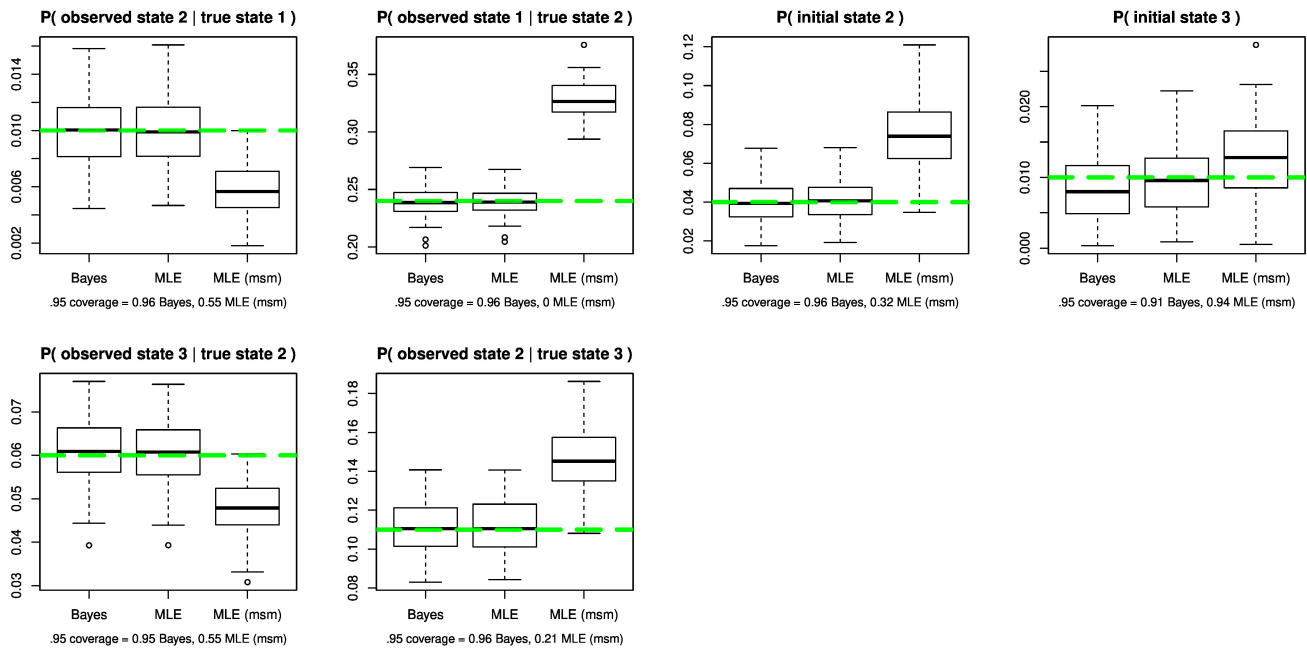 P( observed state 2 | true state 1 )
0.002
0.006
0.010
0.014
Bayes
MLE
MLE (msm)
.95 coverage = 0.96 Bayes, 0.55 MLE (msm)
P( observed state 1 | true state 2 )
0.20
0.25
0.30
0.35
Bayes
MLE
MLE (msm)
.95 coverage = 0.96 Bayes, 0 MLE (msm)
P( initial state 2 )
0.02
0.04
0.06
0.08
0.10
0.12
Bayes
MLE
MLE (msm)
.95 coverage = 0.96 Bayes, 0.32 MLE (msm)
P( initial state 3 )
0.000
0.010
0.020
Bayes
MLE
MLE (msm)
.95 coverage = 0.91 Bayes, 0.94 MLE (msm)
P( observed state 3 | true state 2 )
0.03
0.04
0.05
0.06
0.07
Bayes
MLE
MLE (msm)
.95 coverage = 0.95 Bayes, 0.55 MLE (msm)
P( observed state 2 | true state 3 )
0.08
0.10
0.12
0.14
0.16
0.18
Bayes
MLE
MLE (msm)
.95 coverage = 0.96 Bayes, 0.21 MLE (msm)